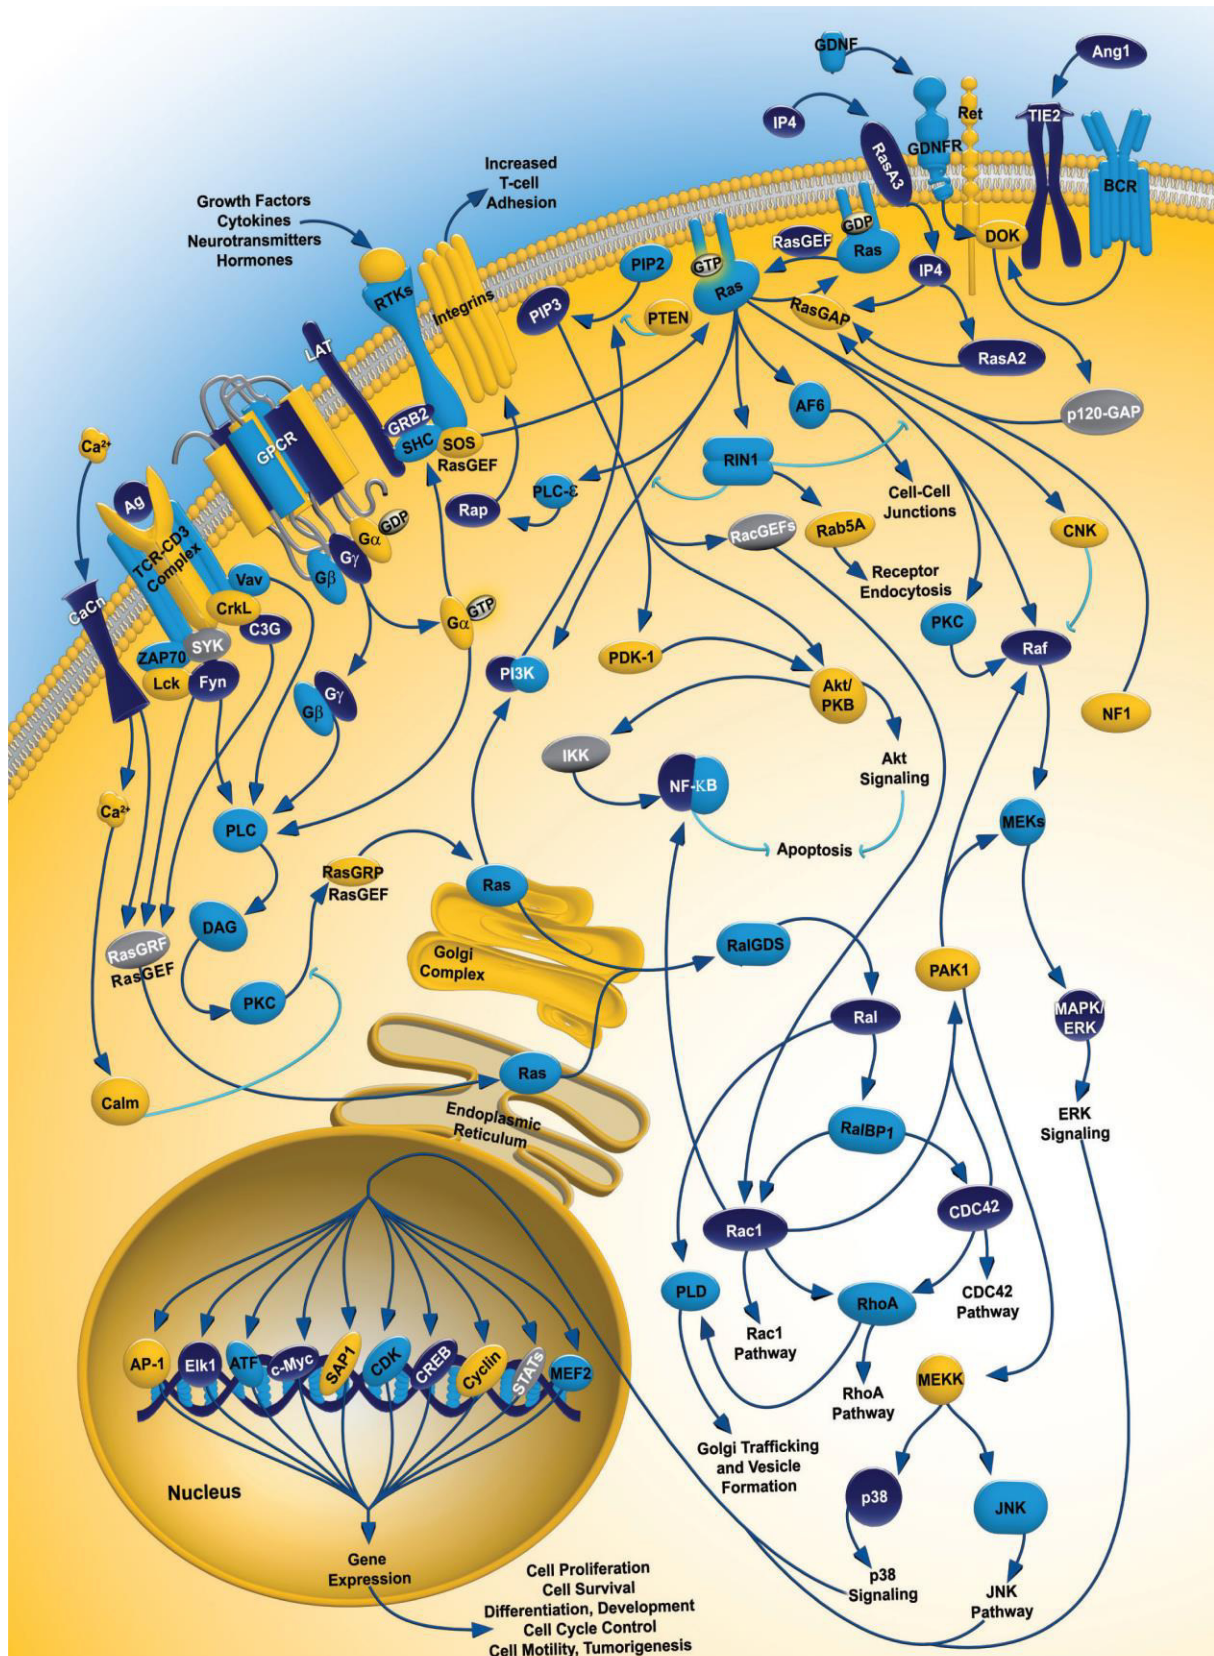 GDNF
Ang1
IP4
RasA3
GDNFR
Ret
TIE2
BCR
Increased
T-cell
Adhesion
Growth Factors
Cytokines
Neurotransmitters
Hormones
RTKs
Integrins
GDP
Ras
RasGEF
DOK
IP4
PIP2
GTP
Ras
PIP3
PTEN
RasGAP
RasA2
LAT
GRB2
SHC
SOS
RasGEF
AF6
p120-GAP
Ca2+
GPCR
RIN1
Cell-Cell
Junctions
Ag
TCR-CD3
Complex
PLC-ε
Rap
RacGEFs
Rab5A
CNK
Gα
GDP
Gγ
Gβ
Receptor
Endocytosis
CaCn
Vav
CrkL
C3G
SYK
ZAP70
Lck
Fyn
Gα
GTP
PKC
Raf
PDK-1
PI3K
Akt/
PKB
NF1
Gγ
Gβ
IKK
NF-κB
Akt
Signaling
Ca2+
PLC
MEKs
Apoptosis
RasGRP
RasGEF
Ras
DAG
RasGRF
RasGEF
Golgi
Complex
RalGDS
PAK1
PKC
Ral
MAPK/
ERK
Calm
Ras
Endoplasmic
Reticulum
RalBP1
ERK
Signaling
Rac1
CDC42
PLD
RhoA
CDC42
Pathway
Rac1
Pathway
AP-1
Elk1
ATF
c-Myc
SAP1
CDK
CREB
Cyclin
STATs
MEF2
MEKK
RhoA
Pathway
Golgi Trafficking
and Vesicle
Formation
Nucleus
p38
JNK
Gene
Expression
Cell Proliferation
Cell Survival
Differentiation, Development
Cell Cycle Control
Cell Motility, Tumorigenesis
p38
Signaling
JNK
Pathway